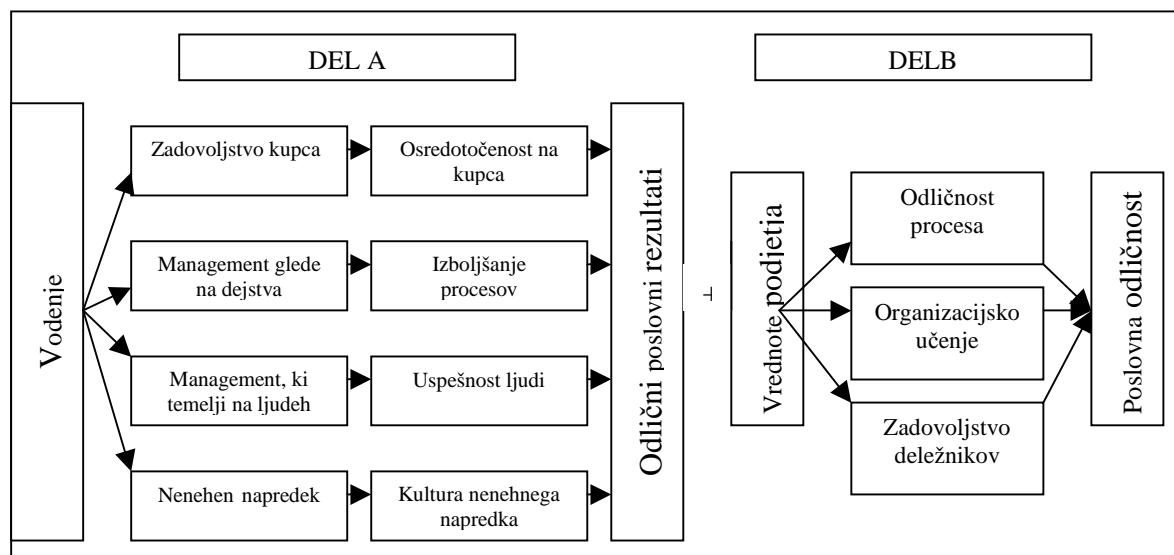 DEL A
DELB
Vodenje
Zadovoljstvo kupca
Osredotočenost na
kupca
Management glede
na dejstva
Izboljšanje
procesov
Management, ki
temelji na ljudeh
Uspešnost ljudi
Nenehen napredek
Kultura nenehnega
napredka
Odlični poslovni rezultati
Vrednote podjetja
Odličnost
procesa
Organizacijsko
učenje
Zadovoljstvo
deležnikov
Poslovna odličnost